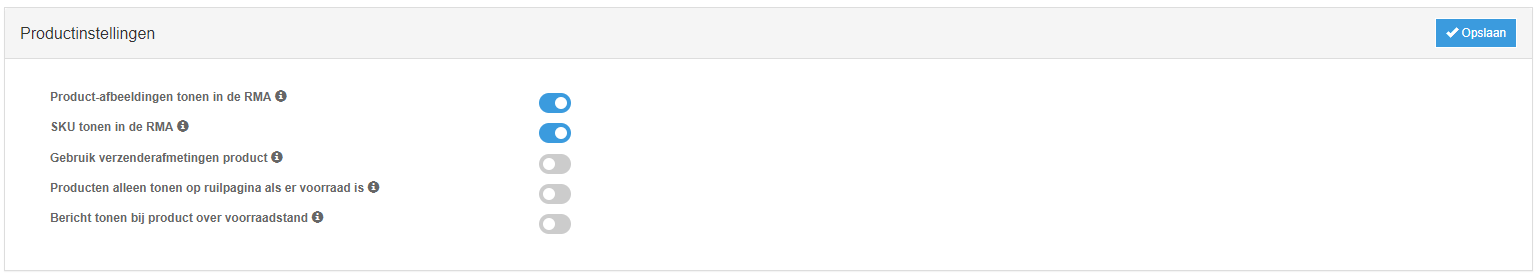 Productinstellingen
Opslaan
Product-afbeeldingen tonen in de RMA
SKU tonen in de RMA
Gebruik verzenderafmetingen product
Producten alleen tonen op ruilpagina als er voorraad is
Bericht tonen bij product over voorraadstand